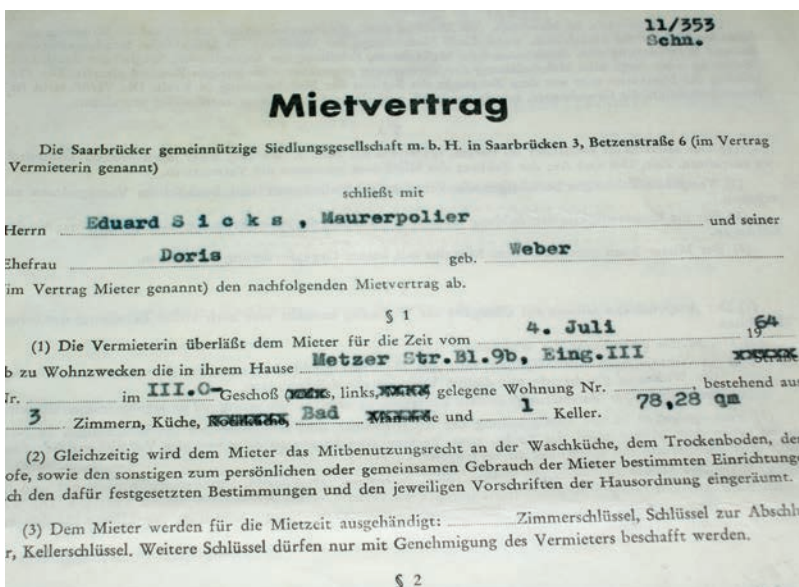 11/353
Schn.
Mietvertrag
Die Saarbrücker gemeinnützige Siedlungsgesellschaft m. b. H. in Saarbrücken 3, Betzenstraße 6 (im Vertrag
Vermieterin genannt)
schließt mit
Herrn Eduard S i c k s , Maurerpolier und seiner
Ehefrau Doris geb. Weber
im Vertrag Mieter genannt) den nachfolgenden Mietvertrag ab.
§ 1
(1) Die Vermieterin überläßt dem Mieter für die Zeit vom 4. Juli 1964
b zu Wohnzwecken die in ihrem Hause Metzer Str.Bl.9b, Eing.III
Nr. im III.O-Geschoß ( , links, gelegene Wohnung Nr. , bestehend aus
3 Zimmern, Küche, Bad und 1 Keller. 78,28 qm
(2) Gleichzeitig wird dem Mieter das Mitbenutzungsrecht an der Waschküche, dem Trockenboden, de
ofe, sowie den sonstigen zum persönlichen oder gemeinsamen Gebrauch der Mieter bestimmten Einrichtunge
ch den dafür festgesetzten Bestimmungen und den jeweiligen Vorschriften der Hausordnung eingeräumt.
(3) Dem Mieter werden für die Mietzeit ausgehändigt: Zimmerschlüssel, Schlüssel zur Abschlu
r, Kellerschlüssel. Weitere Schlüssel dürfen nur mit Genehmigung des Vermieters beschafft werden.
§ 2